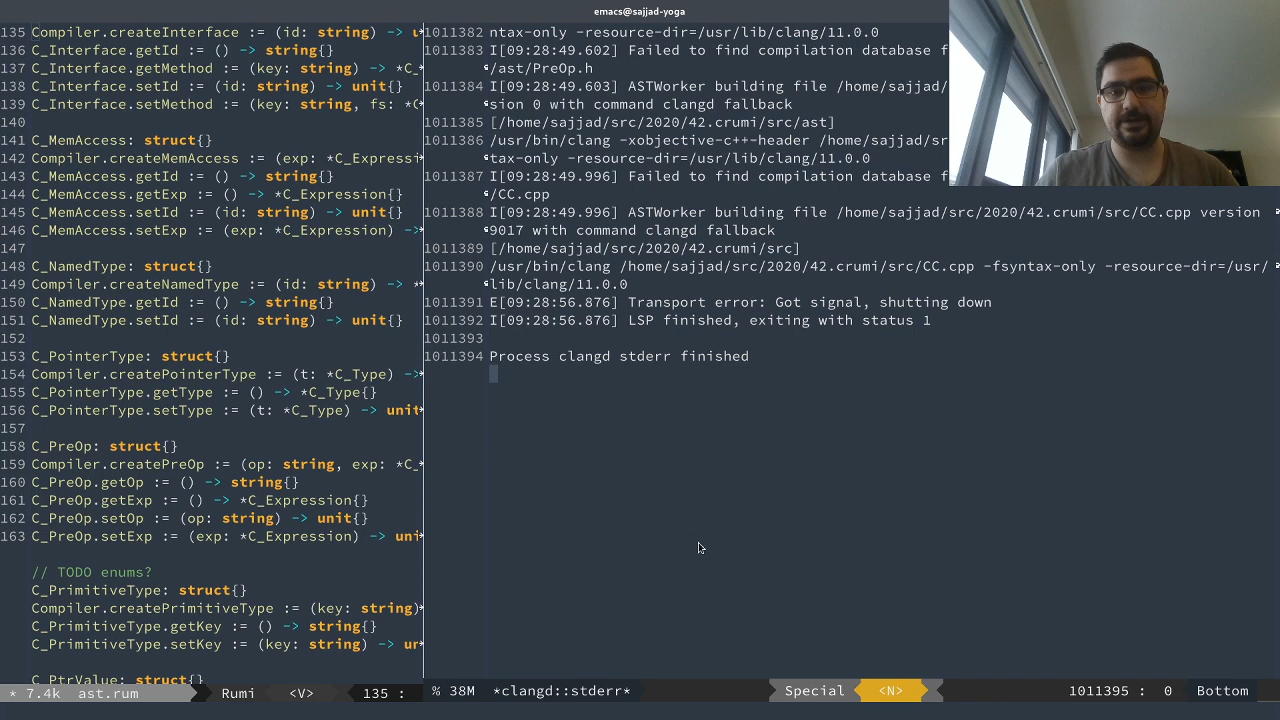 emacs@sajjad-yoga
135 Compiler.createInterface := (id: string) -> u
136 C_Interface.getId := () -> string{}
137 C_Interface.getMethod := (key: string) -> *C_
138 C_Interface.setId := (id: string) -> unit{}
139 C_Interface.setMethod := (key: string, fs: *C
140
141 C_MemAccess: struct{}
142 Compiler.createMemAccess := (exp: *C_Expressi
143 C_MemAccess.getId := () -> string{}
144 C_MemAccess.getExp := () -> *C_Expression{}
145 C_MemAccess.setId := (id: string) -> unit{}
146 C_MemAccess.setExp := (exp: *C_Expression) ->
147
148 C_NamedType: struct{}
149 Compiler.createNamedType := (id: string) -> *
150 C_NamedType.getId := () -> string{}
151 C_NamedType.setId := (id: string) -> unit{}
152
153 C_PointerType: struct{}
154 Compiler.createPointerType := (t: *C_Type) ->
155 C_PointerType.getType := () -> *C_Type{}
156 C_PointerType.setType := (t: *C_Type) -> unit
157
158 C_PreOp: struct{}
159 Compiler.createPreOp := (op: string, exp: *C_
160 C_PreOp.getOp := () -> string{}
161 C_PreOp.getExp := () -> *C_Expression{}
162 C_PreOp.setOp := (op: string) -> unit{}
163 C_PreOp.setExp := (exp: *C_Expression) -> uni
// TODO enums?
C_PrimitiveType: struct{}
Compiler.createPrimitiveType := (key: string)
C_PrimitiveType.getKey := () -> string{}
C_PrimitiveType.setKey := (key: string) -> un
C_PtrValue: struct{}
* 7.4k ast.rum Rumi <V> 135 :
1011382 ntax-only -resource-dir=/usr/lib/clang/11.0.0
1011383 I[09:28:49.602] Failed to find compilation database f
/ast/PreOp.h
1011384 I[09:28:49.603] ASTWorker building file /home/sajjad/
sion 0 with command clangd fallback
1011385 [/home/sajjad/src/2020/42.crumi/src/ast]
1011386 /usr/bin/clang -xobjective-c++-header /home/sajjad/sr
tax-only -resource-dir=/usr/lib/clang/11.0.0
1011387 I[09:28:49.996] Failed to find compilation database f
/CC.cpp
1011388 I[09:28:49.996] ASTWorker building file /home/sajjad/src/2020/42.crumi/src/CC.cpp version
9017 with command clangd fallback
1011389 [/home/sajjad/src/2020/42.crumi/src]
1011390 /usr/bin/clang /home/sajjad/src/2020/42.crumi/src/CC.cpp -fsyntax-only -resource-dir=/usr/
lib/clang/11.0.0
1011391 E[09:28:56.876] Transport error: Got signal, shutting down
1011392 I[09:28:56.876] LSP finished, exiting with status 1
1011393
1011394 Process clangd stderr finished
% 38M *clangd::stderr* Special <N> 1011395 : 0 Bottom